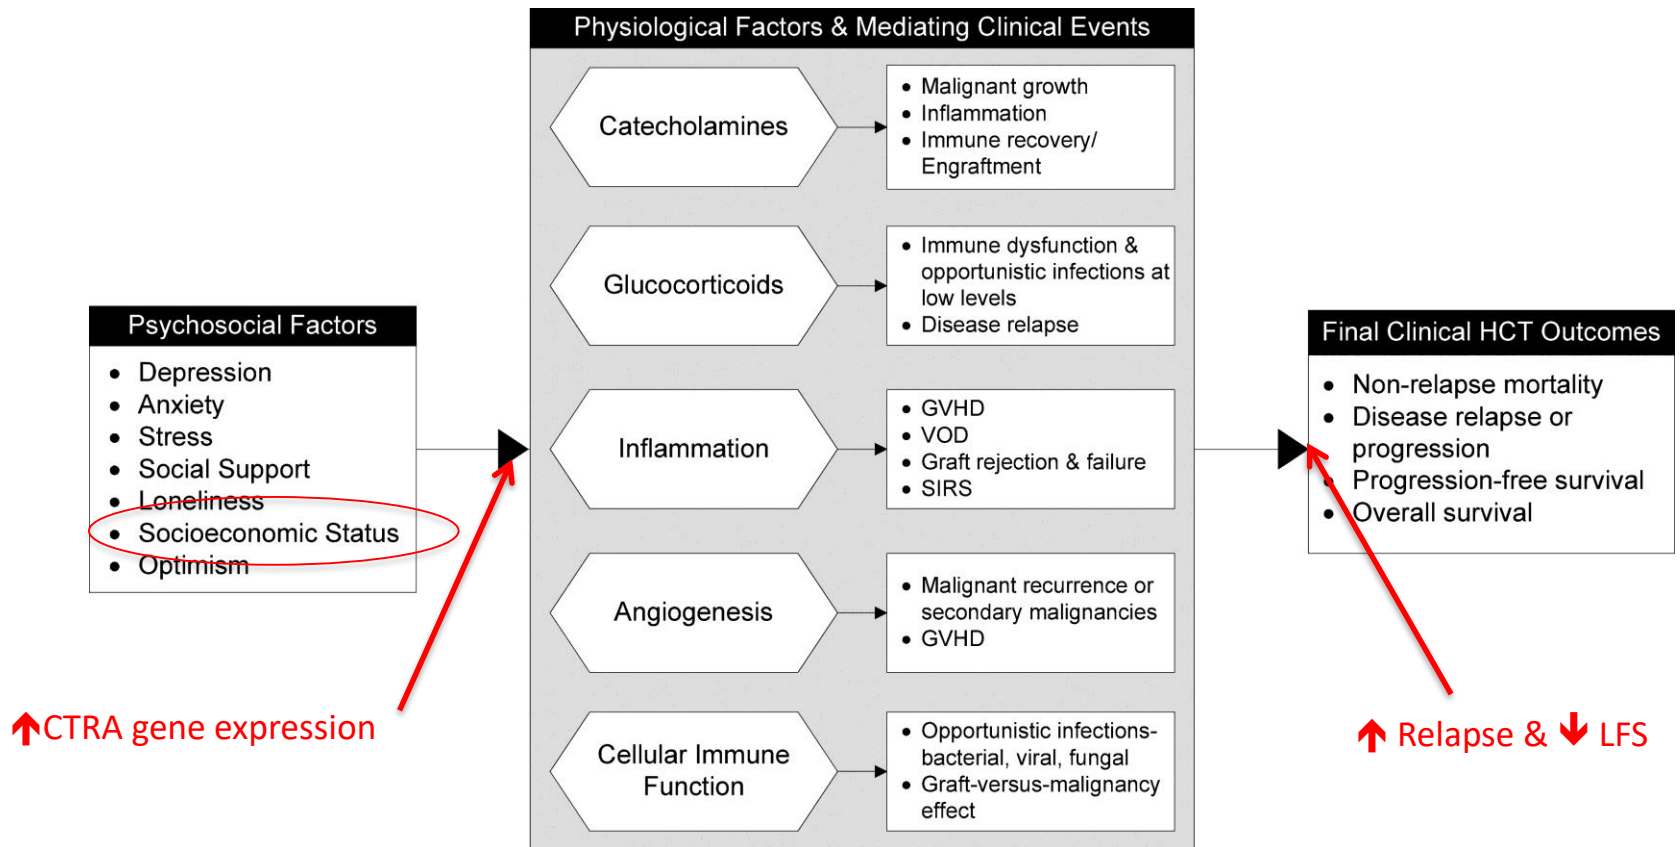 Physiological Factors & Mediating Clinical Events
Catecholamines
• Malignant growth
• Inflammation
• Immune recovery/
Engraftment
Glucocorticoids
• Immune dysfunction &
opportunistic infections at
low levels
• Disease relapse
Psychosocial Factors
• Depression
• Anxiety
• Stress
• Social Support
• Loneliness
• Socioeconomic Status
• Optimism
Inflammation
• GVHD
• VOD
• Graft rejection & failure
• SIRS
Final Clinical HCT Outcomes
• Non-relapse mortality
• Disease relapse or
progression
• Progression-free survival
• Overall survival
Angiogenesis
• Malignant recurrence or
secondary malignancies
• GVHD
↑CTRA gene expression
Cellular Immune
Function
• Opportunistic infections-
bacterial, viral, fungal
• Graft-versus-malignancy
effect
↑ Relapse & ↓ LFS